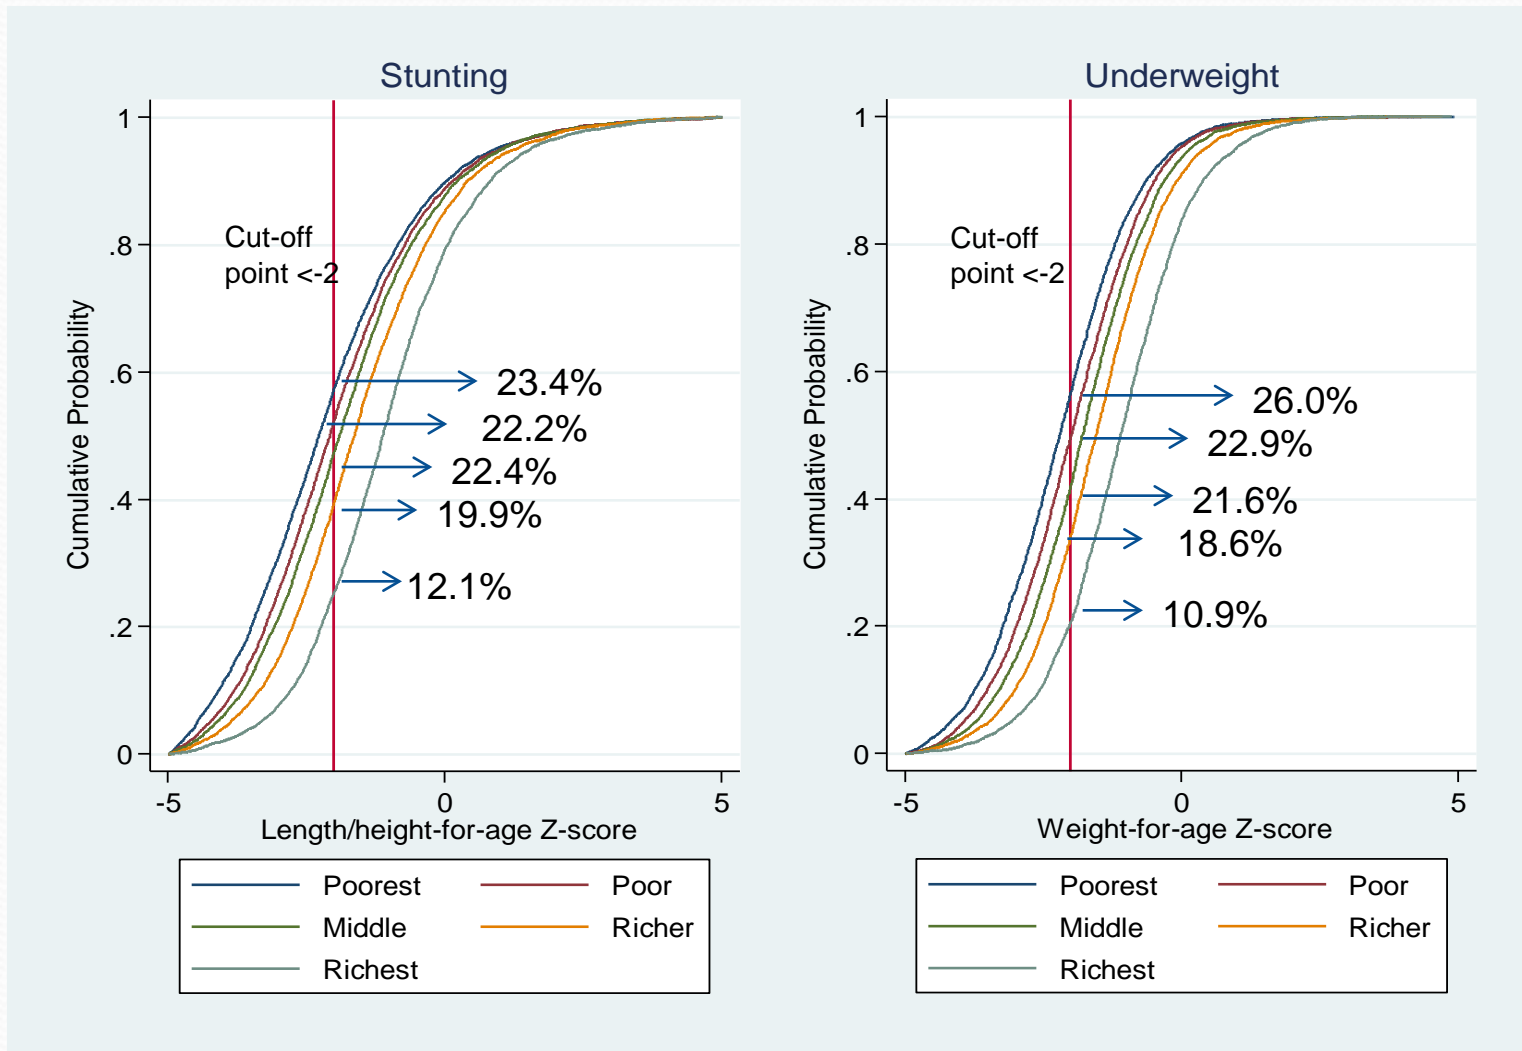 Stunting
1
.8
.6
.4
.2
0
Cumulative Probability
Cut-off
point <-2
23.4%
22.2%
22.4%
19.9%
12.1%
-5 0 5
Length/height-for-age Z-score
Poorest Poor
Middle Richer
Richest
Underweight
1
.8
.6
.4
.2
0
Cumulative Probability
Cut-off
point <-2
26.0%
22.9%
21.6%
18.6%
10.9%
-5 0 5
Weight-for-age Z-score
Poorest Poor
Middle Richer
Richest